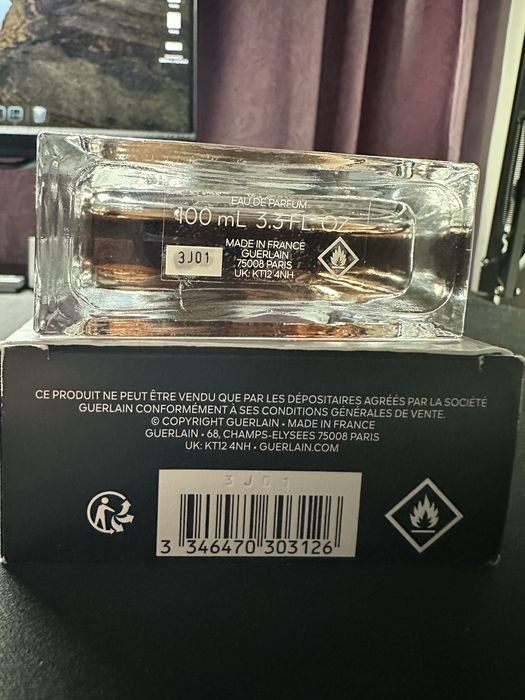 EAU DE PARFUM
100 mL 3.3 FL. OZ
MADE IN FRANCE
GUERLAIN
75008 PARIS
UK: KT12 4NH
3J01
CE PRODUIT NE PEUT ÊTRE VENDU QUE PAR LES DÉPOSITAIRES AGRÉÉS PAR LA SOCIÉTÉ
GUERLAIN CONFORMÉMENT À SES CONDITIONS GÉNÉRALES DE VENTE.
© COPYRIGHT GUERLAIN • MADE IN FRANCE
GUERLAIN • 68, CHAMPS-ELYSEES 75008 PARIS
UK: KT12 4NH • GUERLAIN.COM
3J01
3 346470 303126